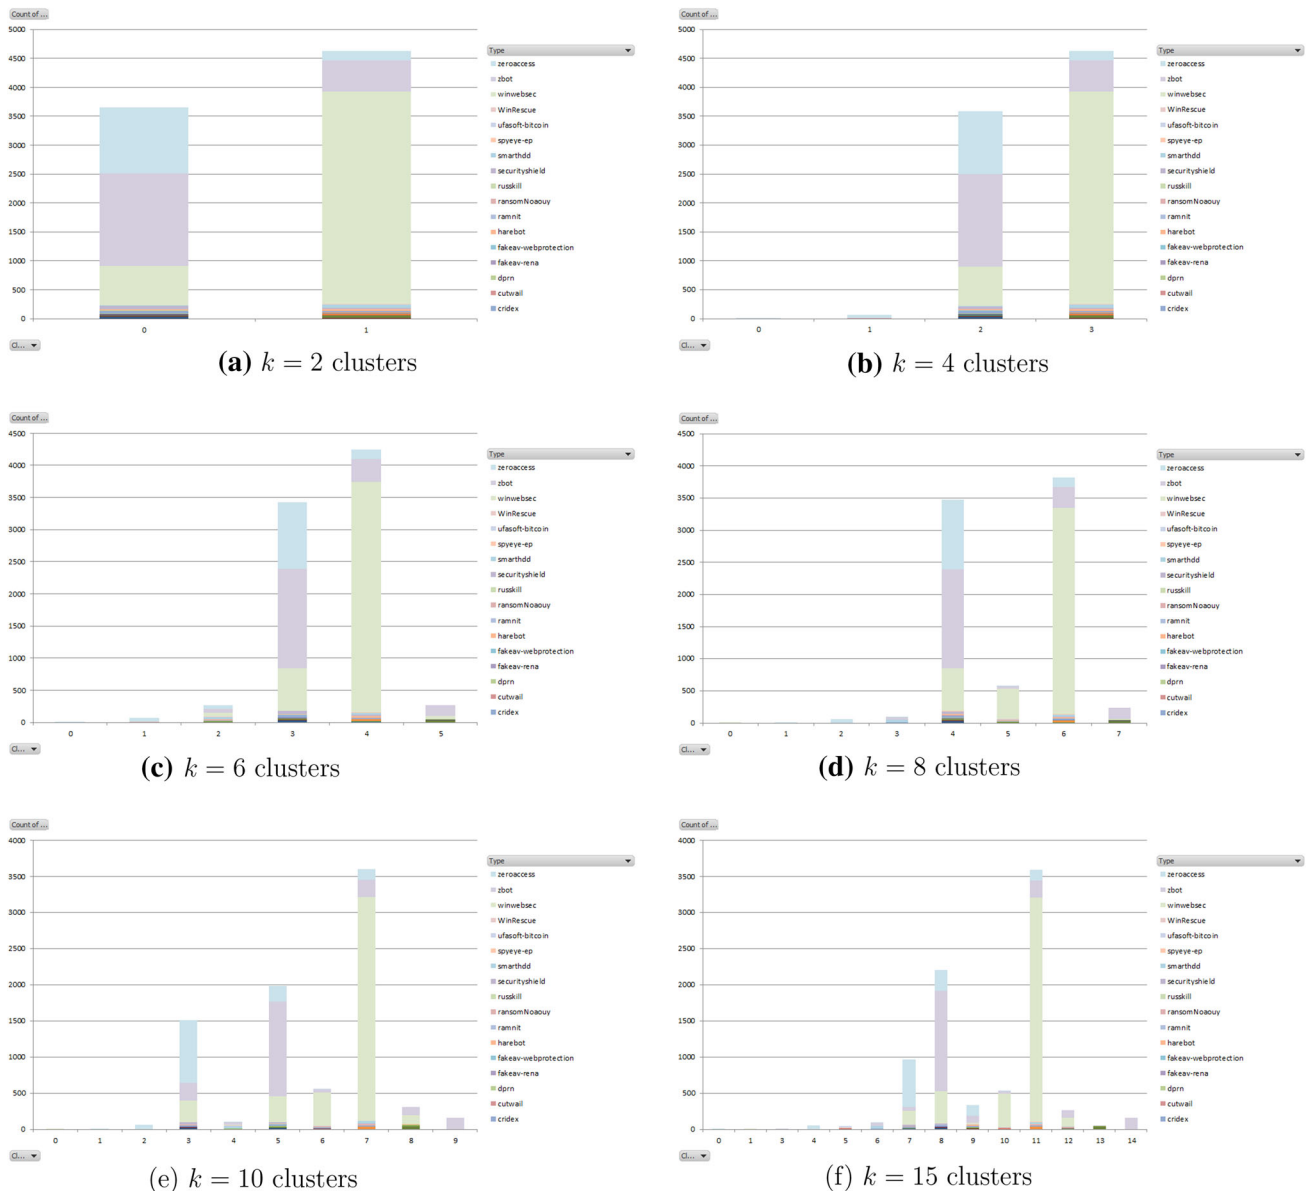 Count of ...
5000
4500
4000
3500
3000
2500
2000
1500
1000
500
0
0 1
Type
zeroaccess
zbot
winwebsec
WinRescue
ufasoft-bitcoin
spyeye-ep
smarthdd
securityshield
russkill
ransomNoaouy
ramnit
harebot
fakeav-webprotection
fakeav-rena
dprn
cutwail
cridex
Cl...
(a) k = 2 clusters
Count of ...
5000
4500
4000
3500
3000
2500
2000
1500
1000
500
0
0 1 2 3
Type
zeroaccess
zbot
winwebsec
WinRescue
ufasoft-bitcoin
spyeye-ep
smarthdd
securityshield
russkill
ransomNoaouy
ramnit
harebot
fakeav-webprotection
fakeav-rena
dprn
cutwail
cridex
Cl...
(b) k = 4 clusters
Count of ...
4500
4000
3500
3000
2500
2000
1500
1000
500
0
0 1 2 3 4 5
Type
zeroaccess
zbot
winwebsec
WinRescue
ufasoft-bitcoin
spyeye-ep
smarthdd
securityshield
russkill
ransomNoaouy
ramnit
harebot
fakeav-webprotection
fakeav-rena
dprn
cutwail
cridex
Cl...
(c) k = 6 clusters
Count of ...
4500
4000
3500
3000
2500
2000
1500
1000
500
0
0 1 2 3 4 5 6 7
Type
zeroaccess
zbot
winwebsec
WinRescue
ufasoft-bitcoin
spyeye-ep
smarthdd
securityshield
russkill
ransomNoaouy
ramnit
harebot
fakeav-webprotection
fakeav-rena
dprn
cutwail
cridex
Cl...
(d) k = 8 clusters
Count of ...
4000
3500
3000
2500
2000
1500
1000
500
0
0 1 2 3 4 5 6 7 8 9
Type
zeroaccess
zbot
winwebsec
WinRescue
ufasoft-bitcoin
spyeye-ep
smarthdd
securityshield
russkill
ransomNoaouy
ramnit
harebot
fakeav-webprotection
fakeav-rena
dprn
cutwail
cridex
Cl...
(e) k = 10 clusters
Count of ...
4000
3500
3000
2500
2000
1500
1000
500
0
0 1 3 4 5 6 7 8 9 10 11 12 13 14
Type
zeroaccess
zbot
winwebsec
WinRescue
ufasoft-bitcoin
spyeye-ep
smarthdd
securityshield
russkill
ransomNoaouy
ramnit
harebot
fakeav-webprotection
fakeav-rena
dprn
cutwail
cridex
Cl...
(f) k = 15 clusters